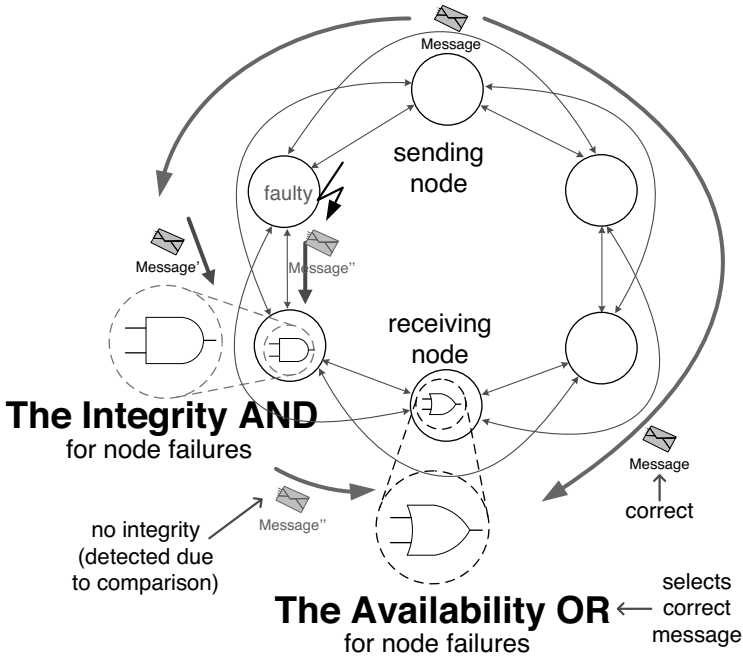 Message
sending
node
faulty
Message'
Message''
receiving
node
The Integrity AND
for node failures
Message
correct
Message''
no integrity
(detected due
to comparison)
The Availability OR
for node failures
selects
correct
message